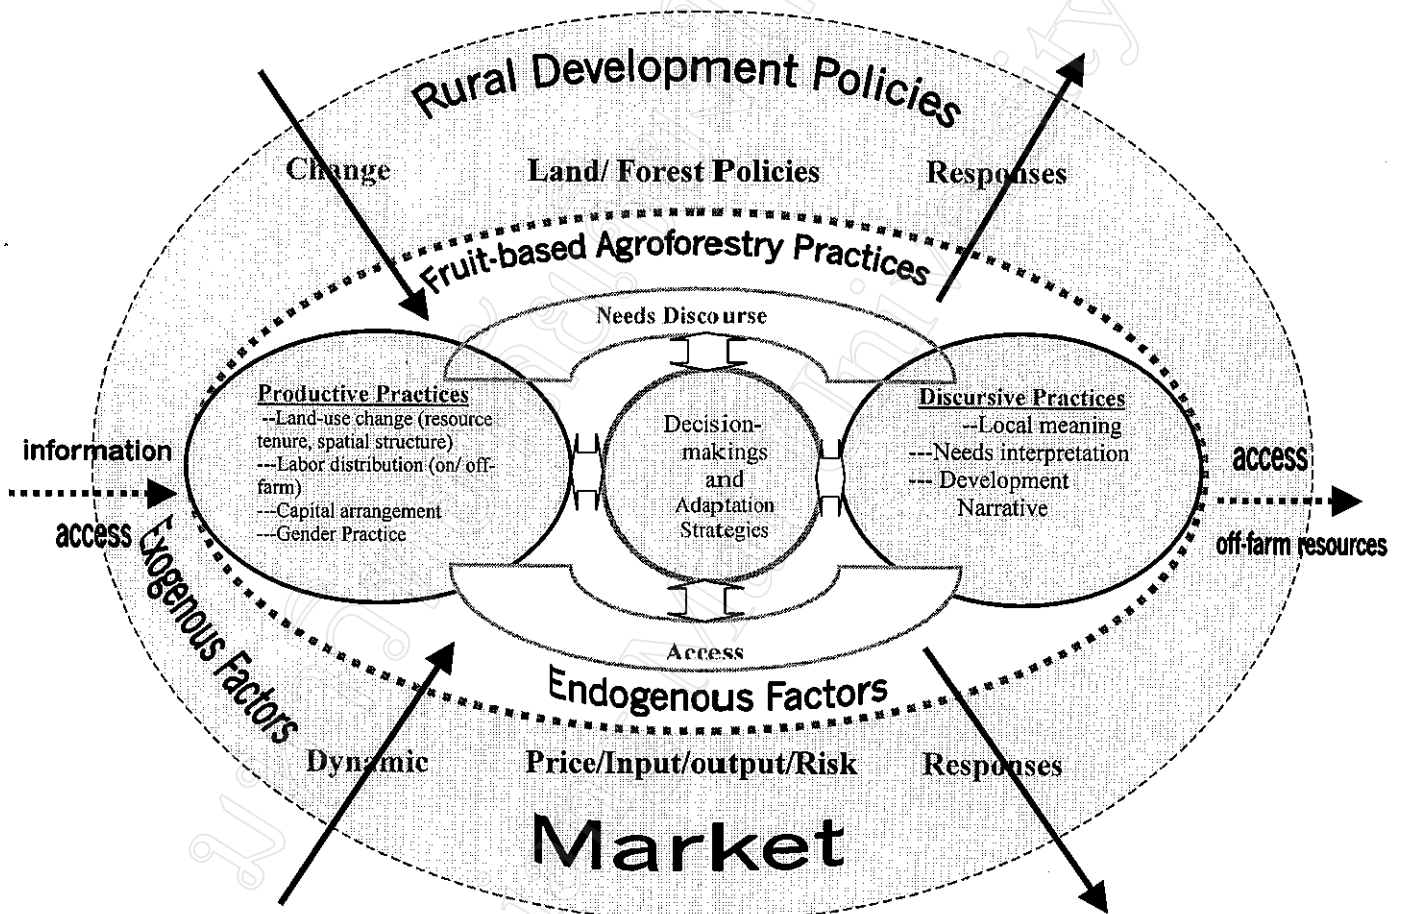 Rural Development Policies
Change
Land/ Forest Policies
Responses
Fruit-based Agroforestry Practices
Needs Discourse
Productive Practices
--Land-use change (resource
tenure, spatial structure)
---Labor distribution (on/ off-
farm)
---Capital arrangement
---Gender Practice
Decision-
makings
and
Adaptation
Strategies
Discursive Practices
--Local meaning
---Needs interpretation
--- Development
Narrative
information
access
access
off-farm resources
Exogenous Factors
Access
Endogenous Factors
Dynamic
Price/Input/output/Risk
Responses
Market